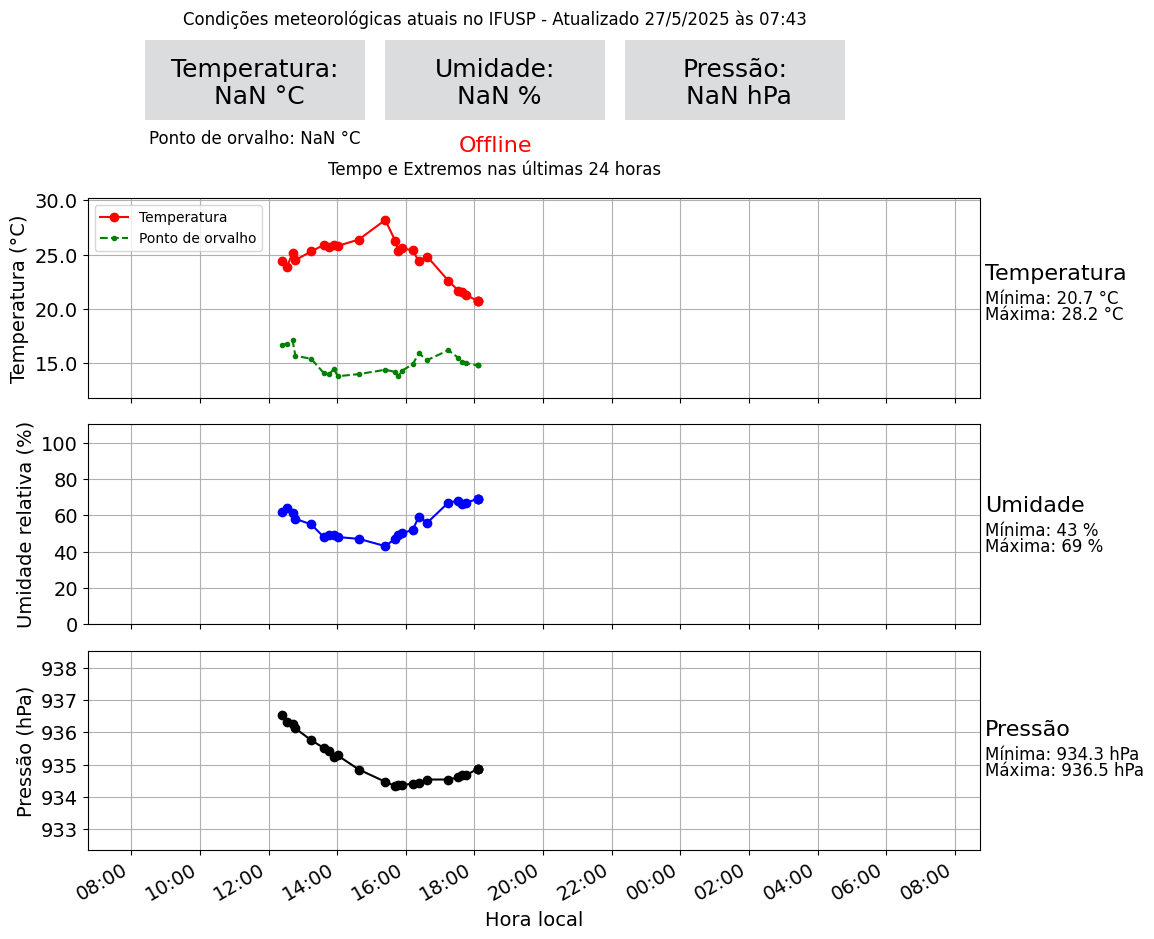 Condições meteorológicas atuais no IFUSP - Atualizado 27/5/2025 às 07:43
Temperatura:
NaN °C
Umidade:
NaN %
Pressão:
NaN hPa
Ponto de orvalho: NaN °C
Offline
Tempo e Extremos nas últimas 24 horas
Temperatura (°C)
30.0
25.0
20.0
15.0
Temperatura
Ponto de orvalho
Temperatura
Mínima: 20.7 °C
Máxima: 28.2 °C
Umidade relativa (%)
100
80
60
40
20
0
Umidade
Mínima: 43 %
Máxima: 69 %
Pressão (hPa)
938
937
936
935
934
933
Pressão
Mínima: 934.3 hPa
Máxima: 936.5 hPa
08:00
10:00
12:00
14:00
16:00
18:00
20:00
22:00
00:00
02:00
04:00
06:00
08:00
Hora local